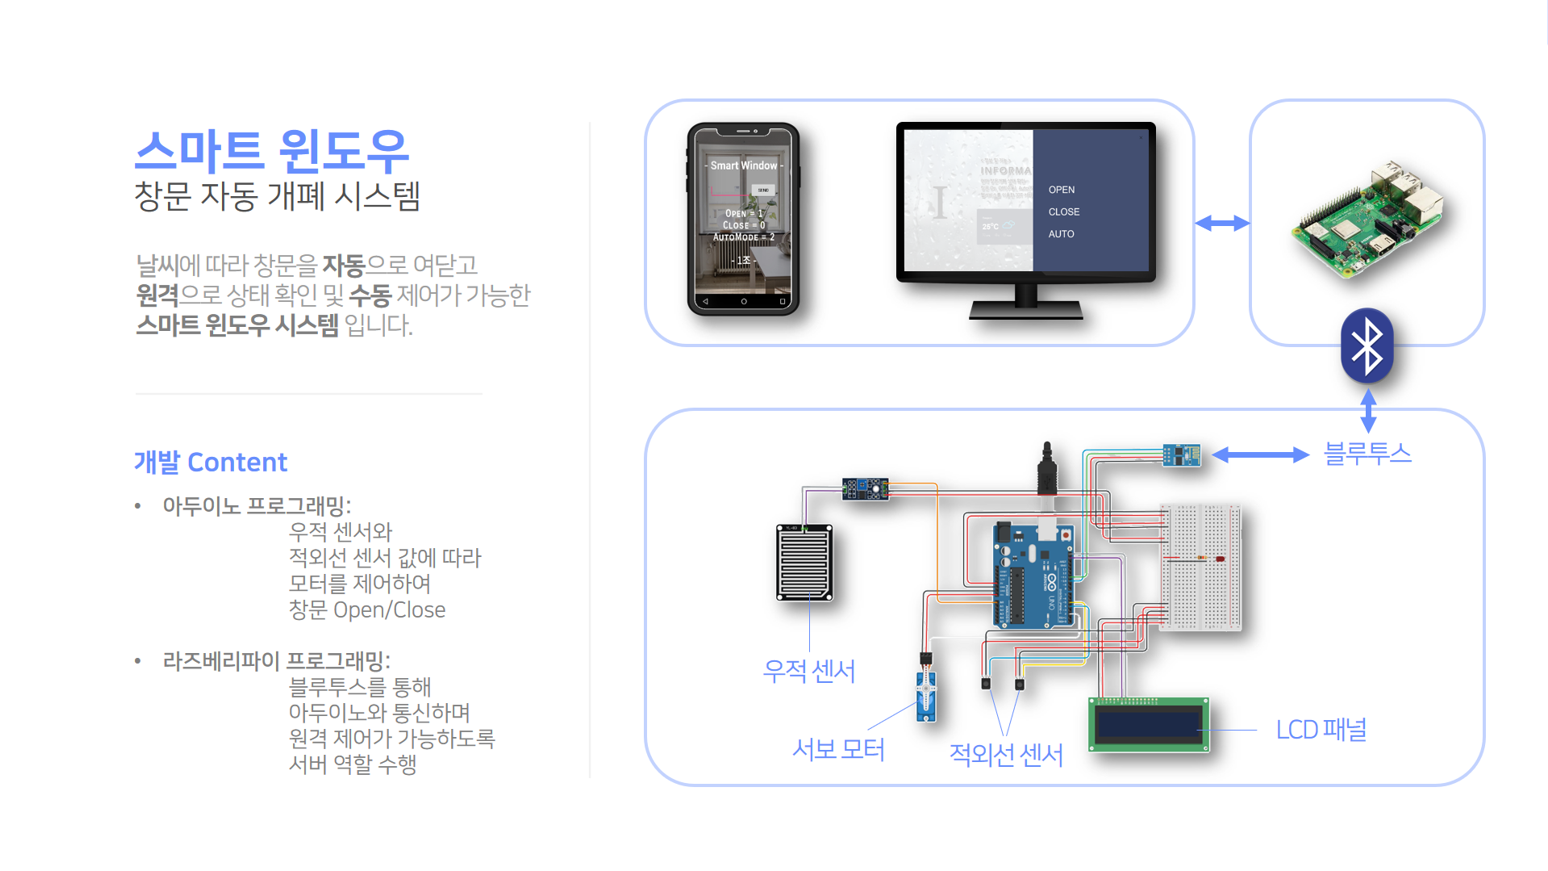 스마트 윈도우
창문 자동 개폐 시스템
날씨에 따라 창문을 자동으로 여닫고
원격으로 상태 확인 및 수동 제어가 가능한
스마트 윈도우 시스템 입니다.
개발 Content
• 아두이노 프로그래밍:
우적 센서와
적외선 센서 값에 따라
모터를 제어하여
창문 Open/Close
• 라즈베리파이 프로그래밍:
블루투스를 통해
아두이노와 통신하며
원격 제어가 가능하도록
서버 역할 수행
- Smart Window -
SEND
Open = 1
Close = 0
AutoMode = 2
- 1조 -
INFORMA
25°C
OPEN
CLOSE
AUTO
블루투스
우적 센서
서보 모터
적외선 센서
LCD 패널
UNO